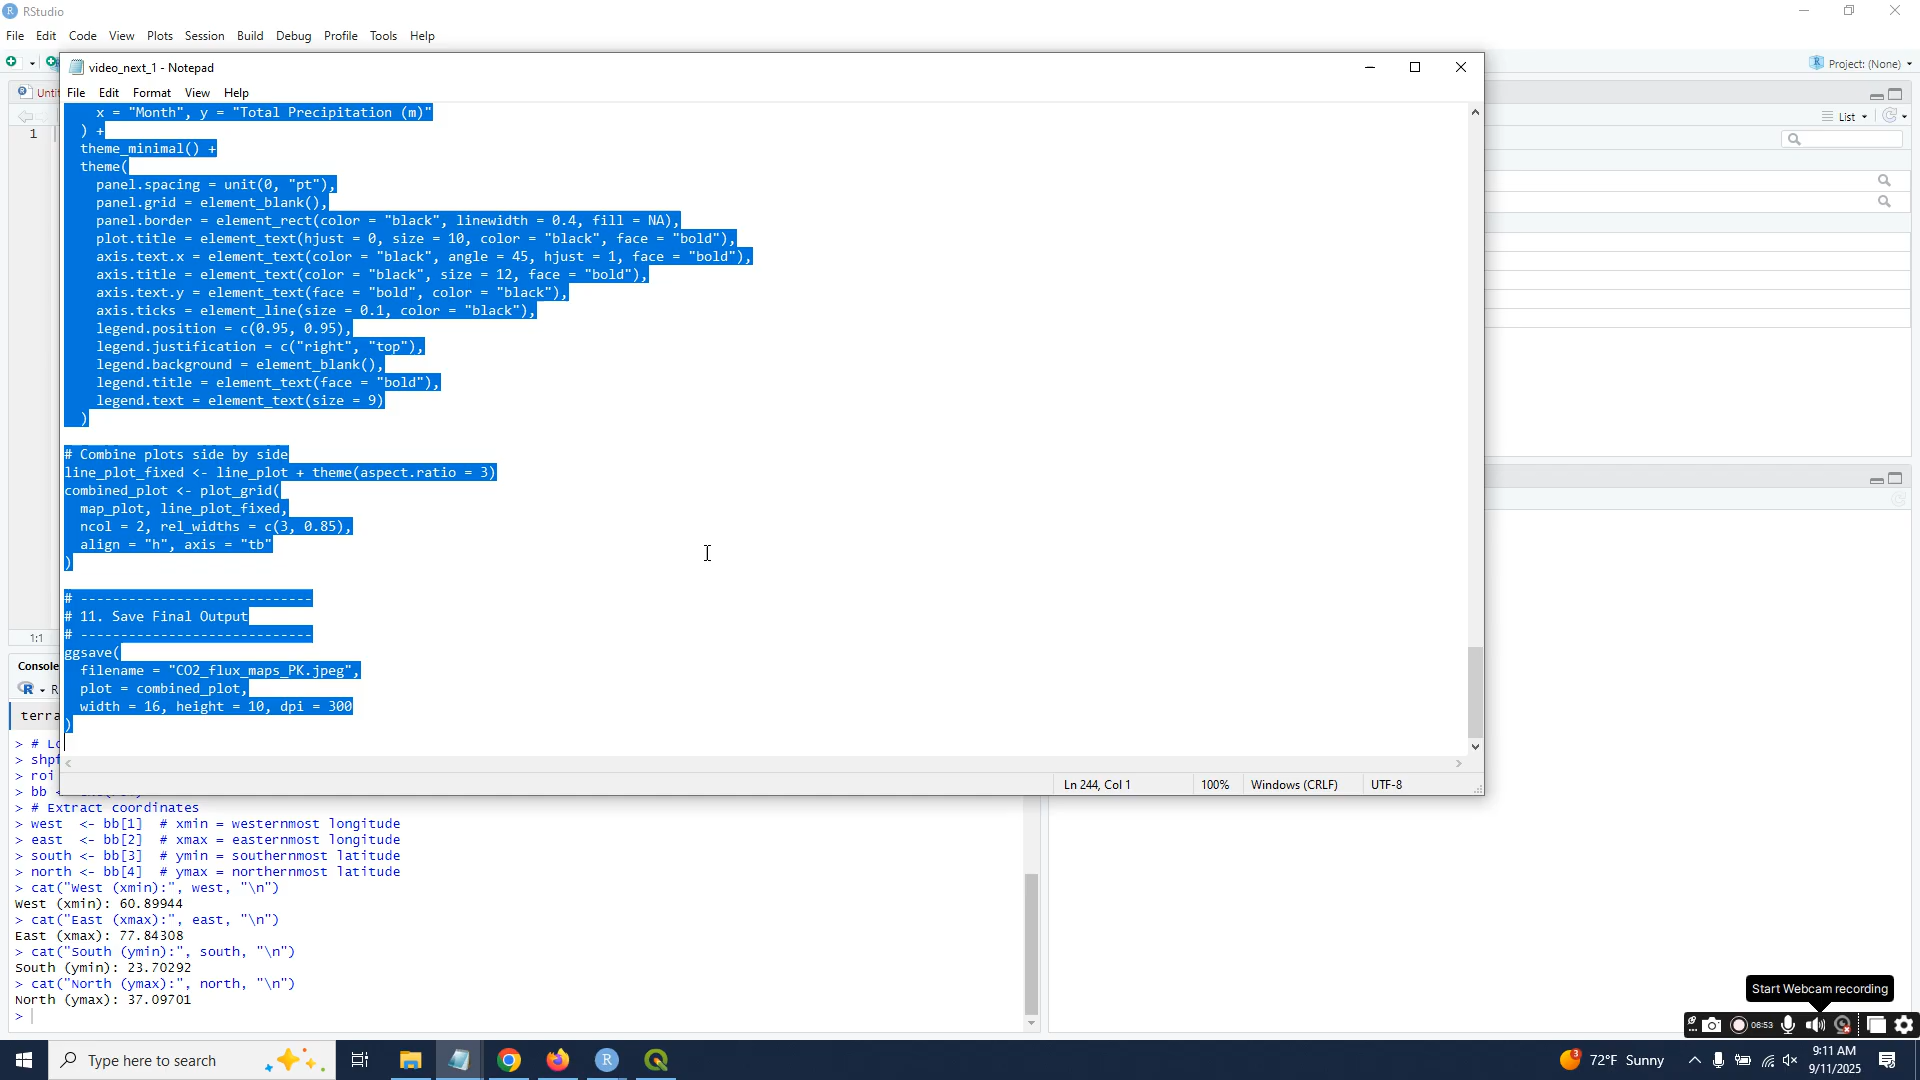 RStudio
File Edit Code View Plots Session Build Debug Profile Tools Help
Project: (None)
video_next_1 - Notepad
File Edit Format View Help
List
1
x = "Month", y = "Total Precipitation (m)"
) +
theme_minimal() +
theme(
panel.spacing = unit(0, "pt"),
panel.grid = element_blank(),
panel.border = element_rect(color = "black", linewidth = 0.4, fill = NA),
plot.title = element_text(hjust = 0, size = 10, color = "black", face = "bold"),
axis.text.x = element_text(color = "black", angle = 45, hjust = 1, face = "bold"),
axis.title = element_text(color = "black", size = 12, face = "bold"),
axis.text.y = element_text(face = "bold", color = "black"),
axis.ticks = element_line(size = 0.1, color = "black"),
legend.position = c(0.95, 0.95),
legend.justification = c("right", "top"),
legend.background = element_blank(),
legend.title = element_text(face = "bold"),
legend.text = element_text(size = 9)
)
# Combine plots side by side
line_plot_fixed <- line_plot + theme(aspect.ratio = 3)
combined_plot <- plot_grid(
map_plot, line_plot_fixed,
ncol = 2, rel_widths = c(3, 0.85),
align = "h", axis = "tb"
)
# -----------------------------
# 11. Save Final Output
# -----------------------------
ggsave(
filename = "CO2_flux_maps_PK.jpeg",
plot = combined_plot,
width = 16, height = 10, dpi = 300
)
Ln 244, Col 1 100% Windows (CRLF) UTF-8
1:1
Console
R
terra
> # Lo
> shpf
> roi
> bb <
> # Extract coordinates
> west <- bb[1] # xmin = westernmost longitude
> east <- bb[2] # xmax = easternmost longitude
> south <- bb[3] # ymin = southernmost latitude
> north <- bb[4] # ymax = northernmost latitude
> cat("West (xmin):", west, "\n")
West (xmin): 60.89944
> cat("East (xmax):", east, "\n")
East (xmax): 77.84308
> cat("South (ymin):", south, "\n")
South (ymin): 23.70292
> cat("North (ymax):", north, "\n")
North (ymax): 37.09701
>
Start Webcam recording
06:53
Type here to search
72°F Sunny
9:11 AM
9/11/2025